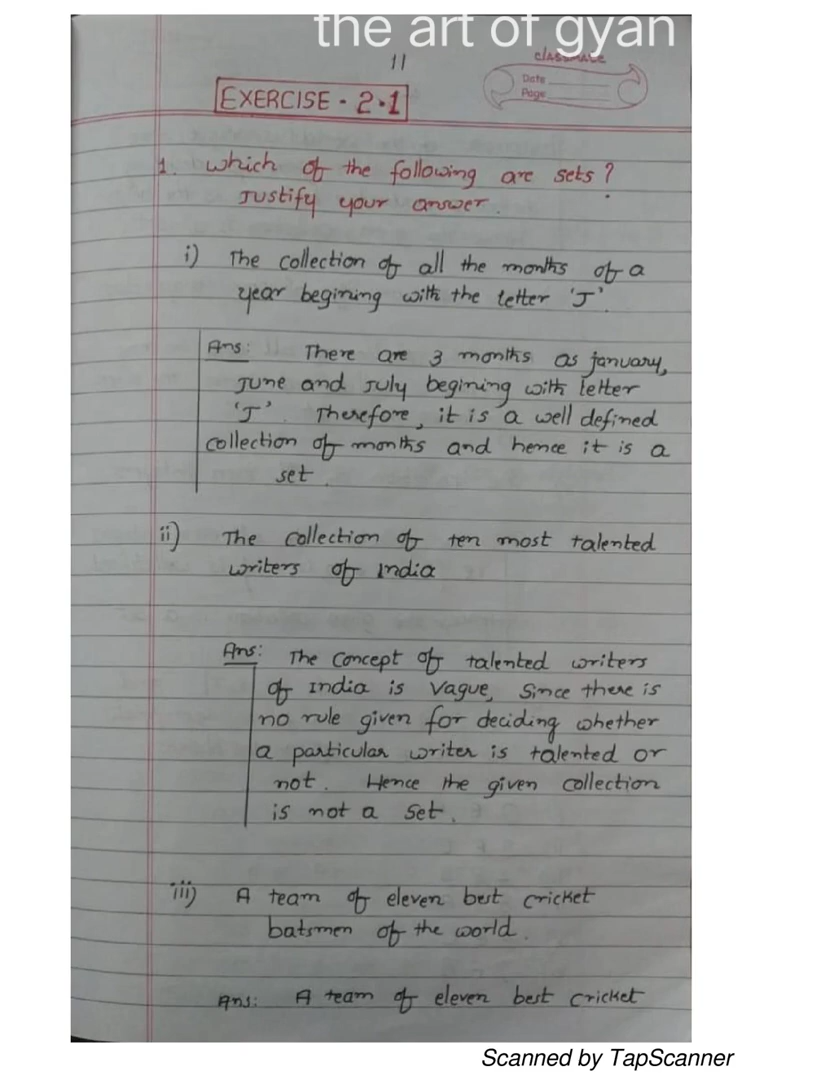 the art of gyan
11
classmate
Date
Page
EXERCISE - 2.1
1. which of the following are sets?
Justify your answer.
i) The collection of all the months of a
year begining with the letter 'J'.
Ans: There are 3 months as january,
June and July begining with letter
'J'. Therefore, it is a well defined
collection of months and hence it is a
set.
ii) The collection of ten most talented
writers of India
Ans: The concept of talented writers
of India is vague, Since there is
no rule given for deciding whether
a particular writer is talented or
not. Hence the given collection
is not a set.
iii) A team of eleven best cricket
batsmen of the world.
Ans: A team of eleven best cricket
Scanned by TapScanner